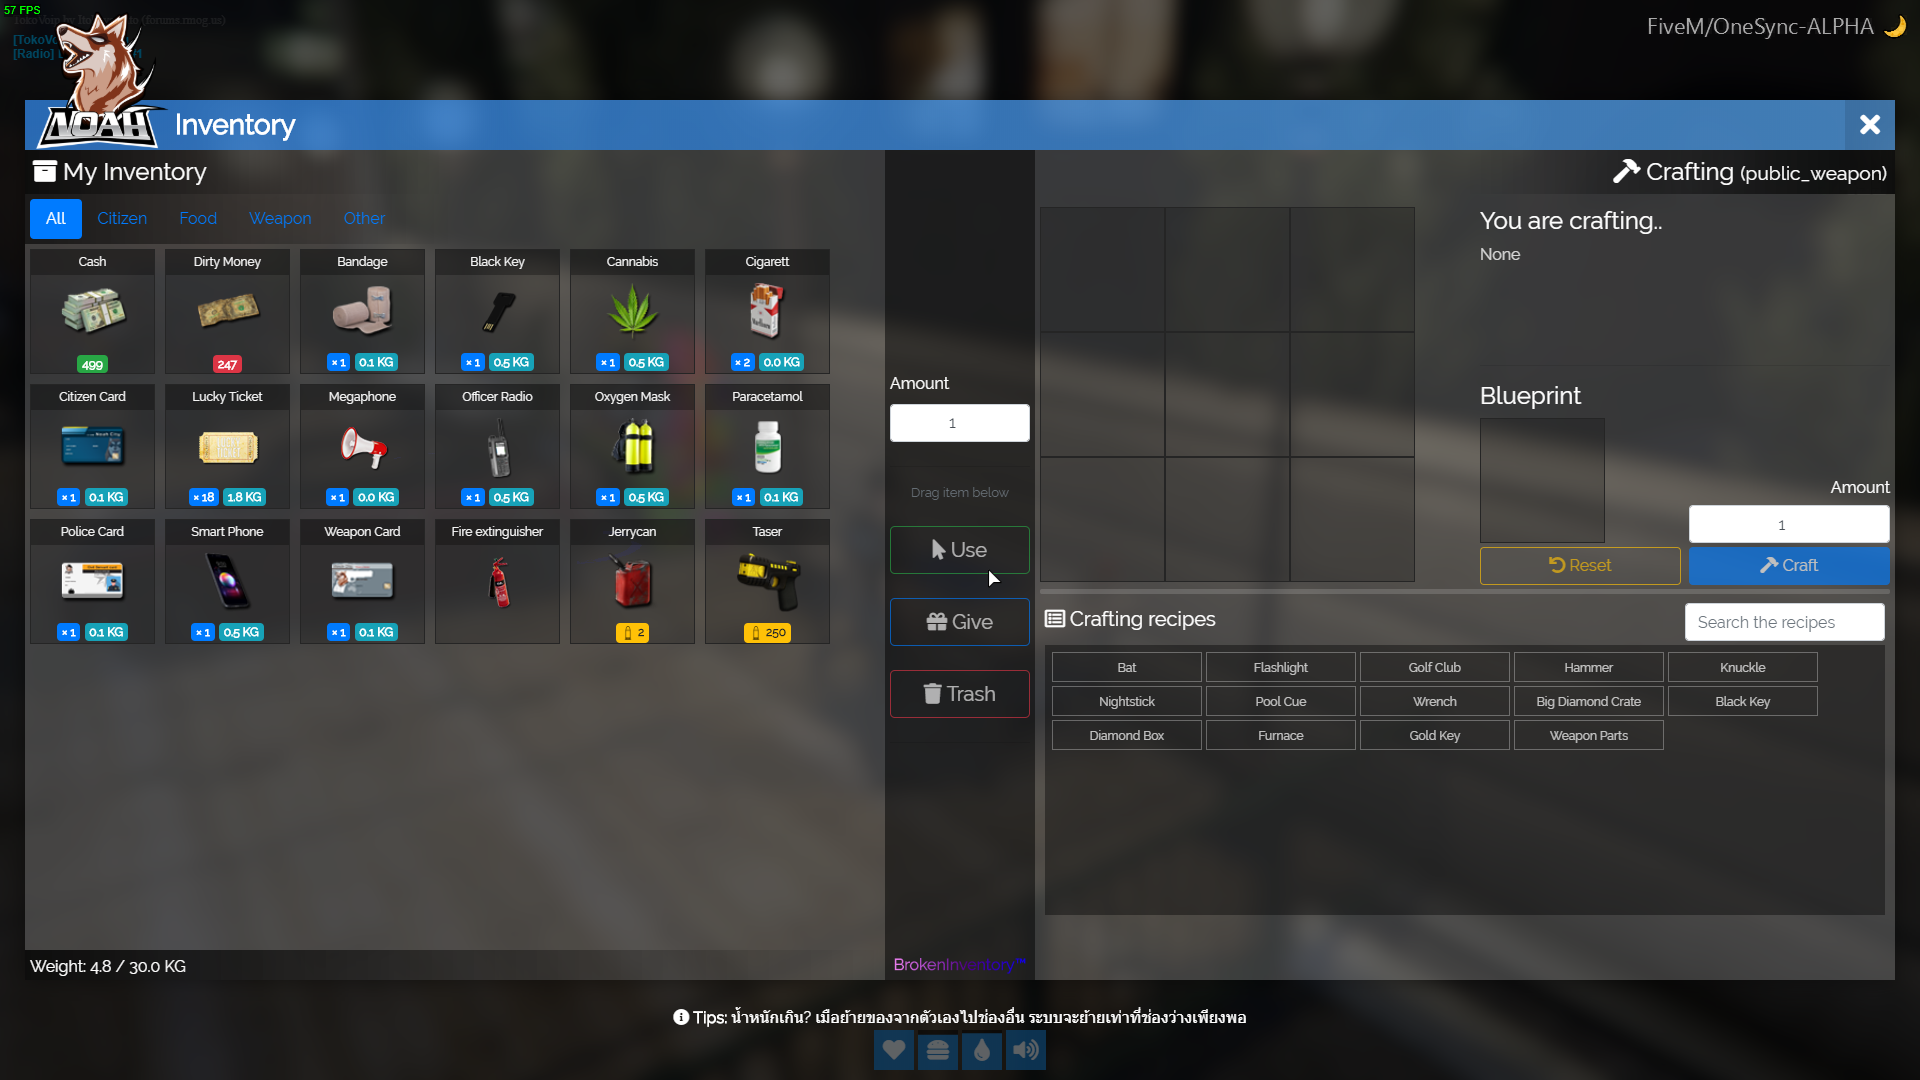 57 FPS
FiveM/OneSync-ALPHA
NOAH
Inventory
My Inventory
Crafting (public_weapon)
All Citizen Food Weapon Other
Cash Dirty Money Bandage Black Key Cannabis Cigarett
499 247 × 1 0.1 KG × 1 0.5 KG × 1 0.5 KG × 2 0.0 KG
Citizen Card Lucky Ticket Megaphone Officer Radio Oxygen Mask Paracetamol
× 1 0.1 KG × 18 1.8 KG × 1 0.0 KG × 1 0.5 KG × 1 0.5 KG × 1 0.1 KG
Police Card Smart Phone Weapon Card Fire extinguisher Jerrycan Taser
× 1 0.1 KG × 1 0.5 KG × 1 0.1 KG 2 250
Weight: 4.8 / 30.0 KG
Amount
1
Drag item below
Use
Give
Trash
BrokenInventory™
You are crafting..
None
Blueprint
Amount
1
Reset Craft
Crafting recipes
Search the recipes
Bat Flashlight Golf Club Hammer Knuckle
Nightstick Pool Cue Wrench Big Diamond Crate Black Key
Diamond Box Furnace Gold Key Weapon Parts
Tips: น้ำหนักเกิน? เมื่อย้ายของจากตัวเองไปช่องอื่น ระบบจะย้ายเท่าที่ช่องว่างเพียงพอ